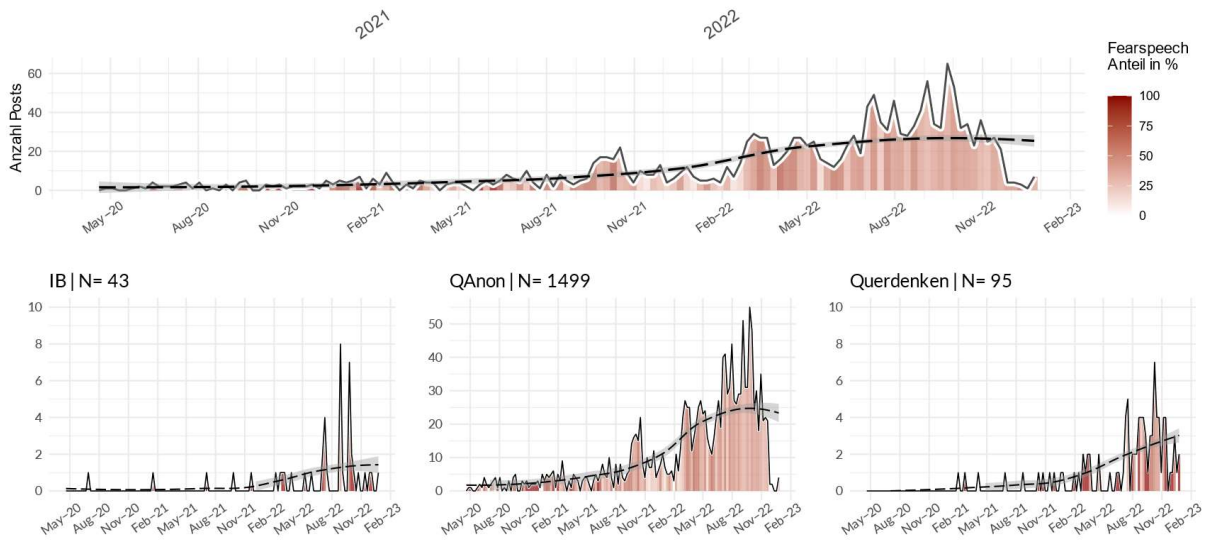 2021
2022
Fearspeech
Anteil in %
100
75
50
25
0
Anzahl Posts
60
40
20
0
May−20
Aug−20
Nov−20
Feb−21
May−21
Aug−21
Nov−21
Feb−22
May−22
Aug−22
Nov−22
Feb−23
IB | N= 43
10
8
6
4
2
0
May−20
Aug−20
Nov−20
Feb−21
May−21
Aug−21
Nov−21
Feb−22
May−22
Aug−22
Nov−22
Feb−23
QAnon | N= 1499
50
40
30
20
10
0
May−20
Aug−20
Nov−20
Feb−21
May−21
Aug−21
Nov−21
Feb−22
May−22
Aug−22
Nov−22
Feb−23
Querdenken | N= 95
10
8
6
4
2
0
May−20
Aug−20
Nov−20
Feb−21
May−21
Aug−21
Nov−21
Feb−22
May−22
Aug−22
Nov−22
Feb−23